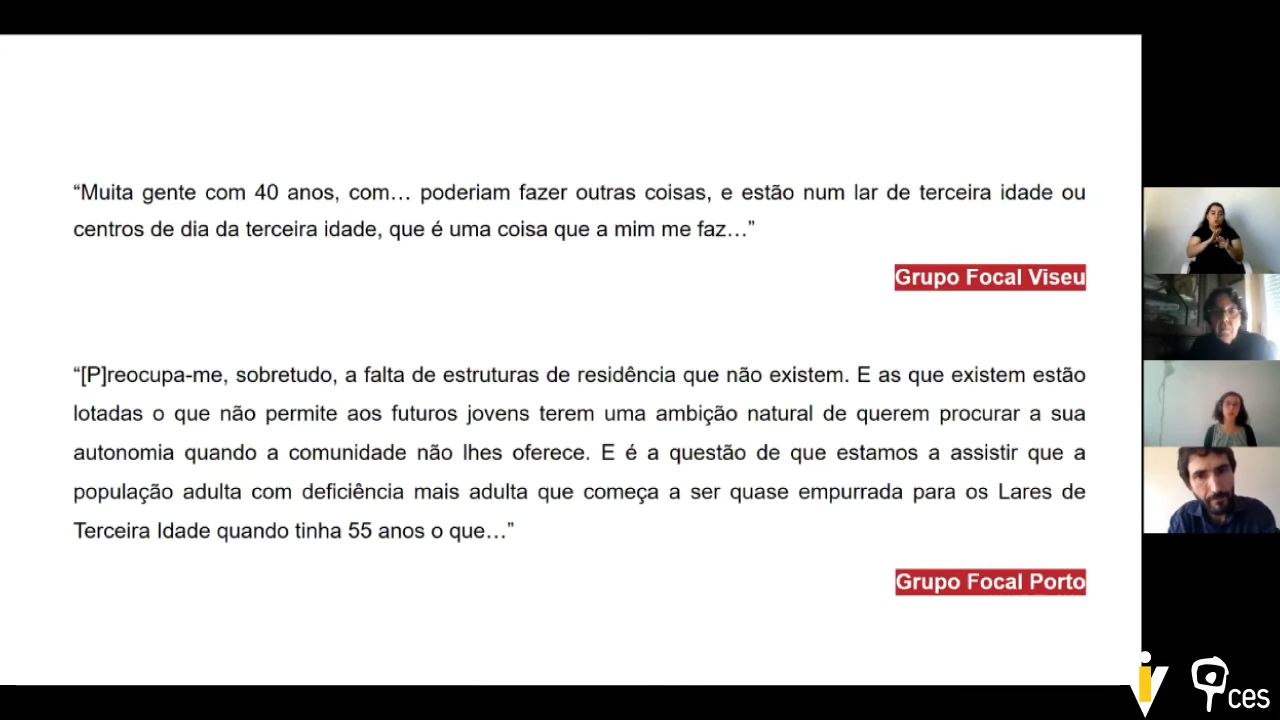 “Muita gente com 40 anos, com… poderiam fazer outras coisas, e estão num lar de terceira idade ou
centros de dia da terceira idade, que é uma coisa que a mim me faz…”
Grupo Focal Viseu
“[P]reocupa-me, sobretudo, a falta de estruturas de residência que não existem. E as que existem estão
lotadas o que não permite aos futuros jovens terem uma ambição natural de querem procurar a sua
autonomia quando a comunidade não lhes oferece. E é a questão de que estamos a assistir que a
população adulta com deficiência mais adulta que começa a ser quase empurrada para os Lares de
Terceira Idade quando tinha 55 anos o que…”
Grupo Focal Porto
iv
ces